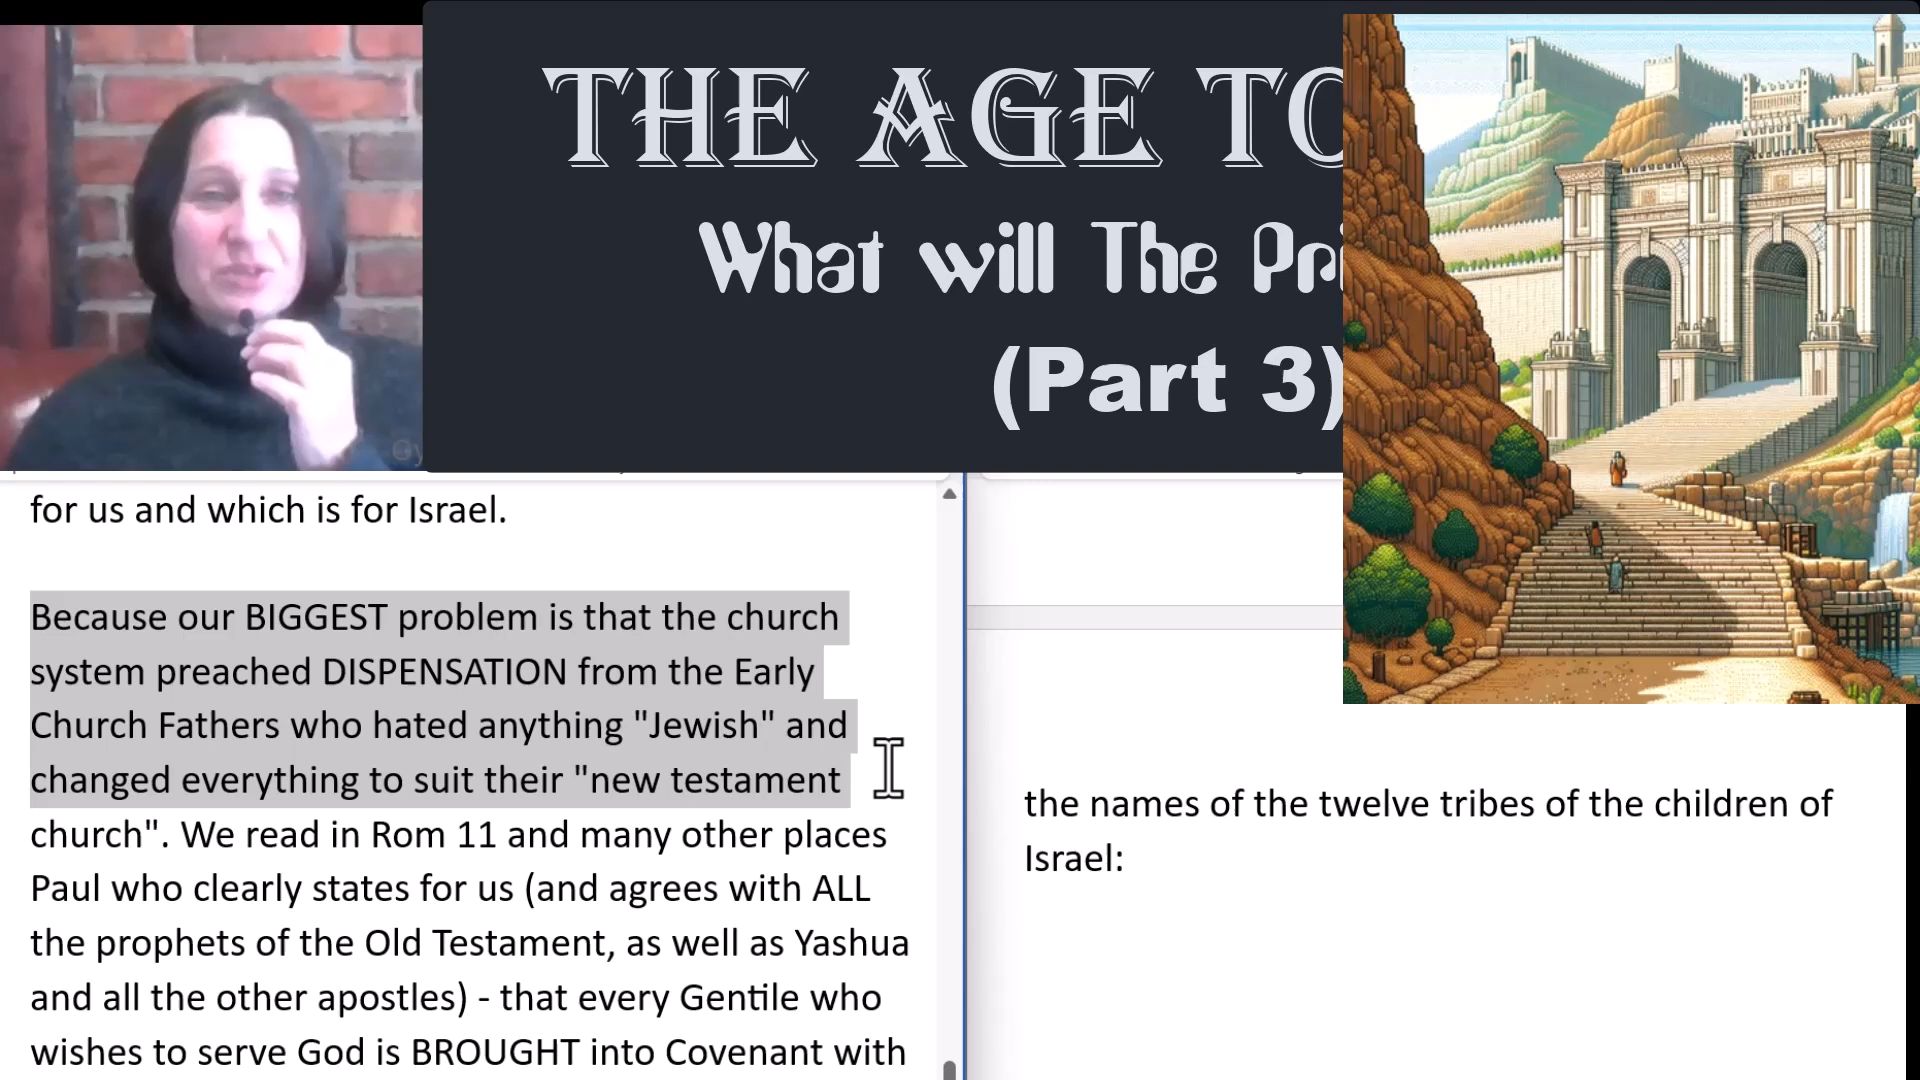 THE AGE TO
What will The Pri
(Part 3)
for us and which is for Israel.
Because our BIGGEST problem is that the church
system preached DISPENSATION from the Early
Church Fathers who hated anything "Jewish" and
changed everything to suit their "new testament
church". We read in Rom 11 and many other places
Paul who clearly states for us (and agrees with ALL
the prophets of the Old Testament, as well as Yashua
and all the other apostles) - that every Gentile who
wishes to serve God is BROUGHT into Covenant with
the names of the twelve tribes of the children of
Israel: